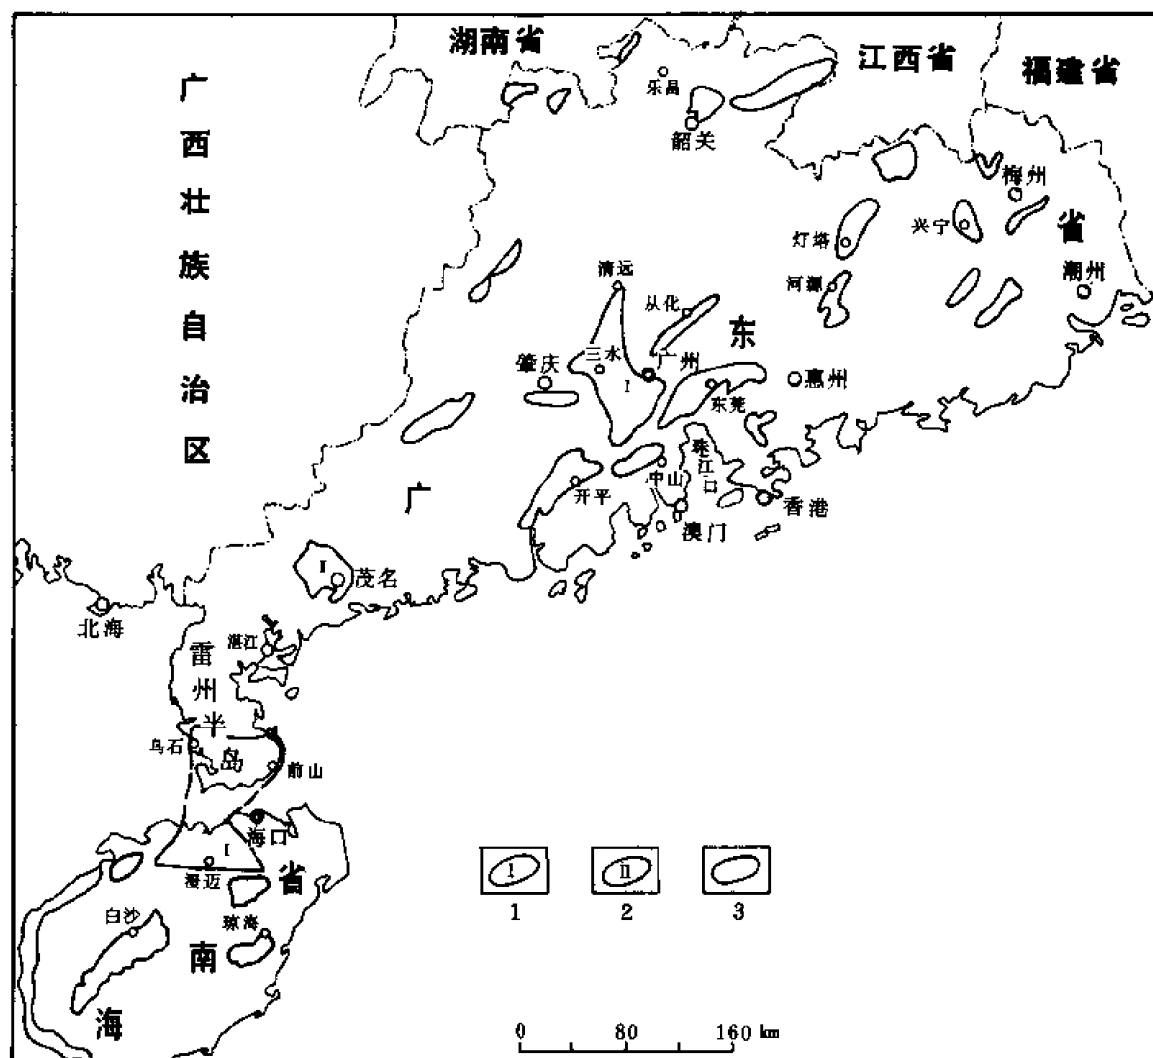 湖南省
江西省
福建省
广西壮族自治区
乐昌
韶关
梅州
兴宁
省
灯塔
潮州
清远
河源
从化
东
肇庆
三水
广州
I
惠州
东莞
珠江口
中山
开平
广
香港
澳门
II
茂名
北海
湛江
雷州半岛
乌石
前山
海口
I
省
澄迈
白沙
琼海
南
海
I
II
1
2
3
0
80
160 km